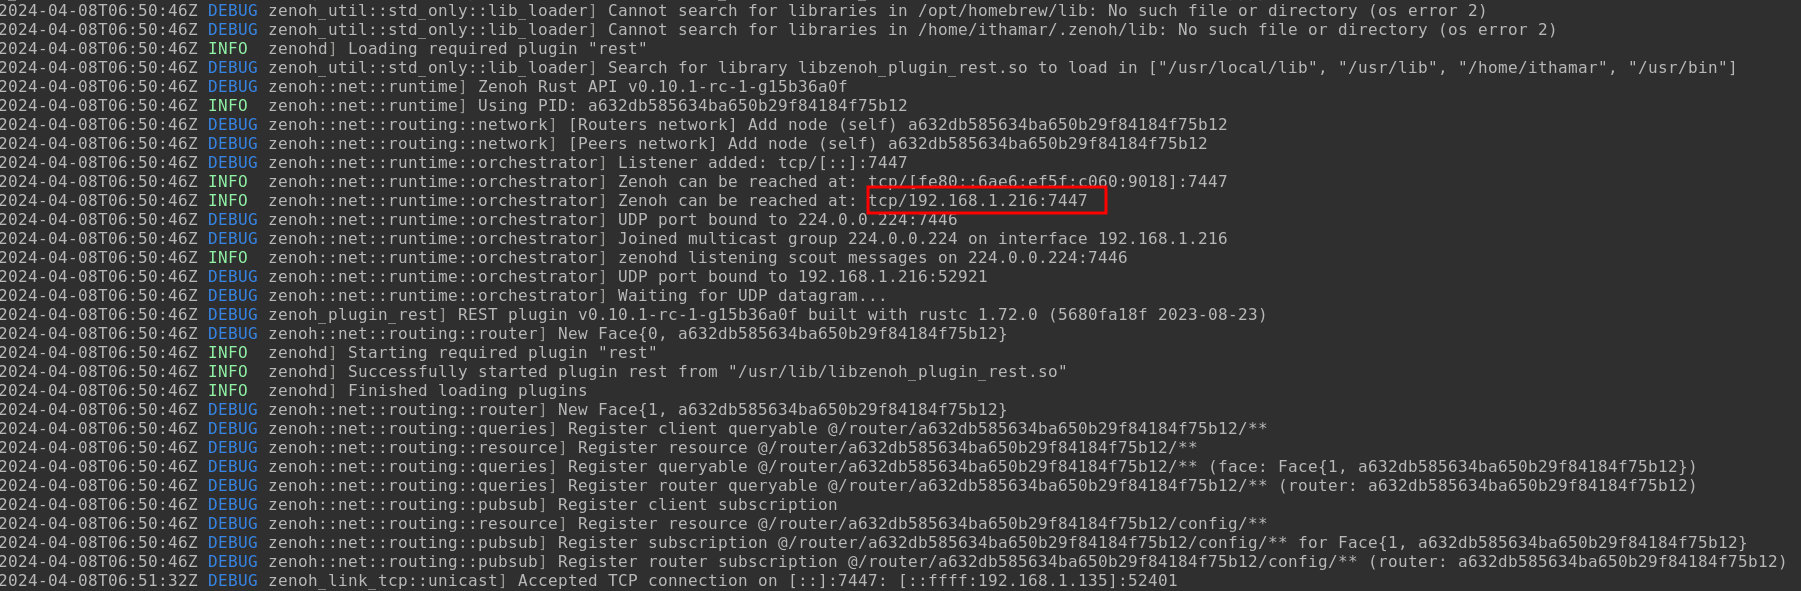 2024-04-08T06:50:46Z DEBUG zenoh_util::std_only::lib_loader] Cannot search for libraries in /opt/homebrew/lib: No such file or directory (os error 2)
2024-04-08T06:50:46Z DEBUG zenoh_util::std_only::lib_loader] Cannot search for libraries in /home/ithamar/.zenoh/lib: No such file or directory (os error 2)
2024-04-08T06:50:46Z INFO  zenohd] Loading required plugin "rest"
2024-04-08T06:50:46Z DEBUG zenoh_util::std_only::lib_loader] Search for library libzenoh_plugin_rest.so to load in ["/usr/local/lib", "/usr/lib", "/home/ithamar", "/usr/bin"]
2024-04-08T06:50:46Z DEBUG zenoh::net::runtime] Zenoh Rust API v0.10.1-rc-1-g15b36a0f
2024-04-08T06:50:46Z INFO  zenoh::net::runtime] Using PID: a632db585634ba650b29f84184f75b12
2024-04-08T06:50:46Z DEBUG zenoh::net::routing::network] [Routers network] Add node (self) a632db585634ba650b29f84184f75b12
2024-04-08T06:50:46Z DEBUG zenoh::net::routing::network] [Peers network] Add node (self) a632db585634ba650b29f84184f75b12
2024-04-08T06:50:46Z DEBUG zenoh::net::runtime::orchestrator] Listener added: tcp/[::]:7447
2024-04-08T06:50:46Z INFO  zenoh::net::runtime::orchestrator] Zenoh can be reached at: tcp/[fe80::6ae6:ef5f:c060:9018]:7447
2024-04-08T06:50:46Z INFO  zenoh::net::runtime::orchestrator] Zenoh can be reached at: tcp/192.168.1.216:7447
2024-04-08T06:50:46Z DEBUG zenoh::net::runtime::orchestrator] UDP port bound to 224.0.0.224:7446
2024-04-08T06:50:46Z DEBUG zenoh::net::runtime::orchestrator] Joined multicast group 224.0.0.224 on interface 192.168.1.216
2024-04-08T06:50:46Z INFO  zenoh::net::runtime::orchestrator] zenohd listening scout messages on 224.0.0.224:7446
2024-04-08T06:50:46Z DEBUG zenoh::net::runtime::orchestrator] UDP port bound to 192.168.1.216:52921
2024-04-08T06:50:46Z DEBUG zenoh::net::runtime::orchestrator] Waiting for UDP datagram...
2024-04-08T06:50:46Z DEBUG zenoh_plugin_rest] REST plugin v0.10.1-rc-1-g15b36a0f built with rustc 1.72.0 (5680fa18f 2023-08-23)
2024-04-08T06:50:46Z DEBUG zenoh::net::routing::router] New Face{0, a632db585634ba650b29f84184f75b12}
2024-04-08T06:50:46Z INFO  zenohd] Starting required plugin "rest"
2024-04-08T06:50:46Z INFO  zenohd] Successfully started plugin rest from "/usr/lib/libzenoh_plugin_rest.so"
2024-04-08T06:50:46Z INFO  zenohd] Finished loading plugins
2024-04-08T06:50:46Z DEBUG zenoh::net::routing::router] New Face{1, a632db585634ba650b29f84184f75b12}
2024-04-08T06:50:46Z DEBUG zenoh::net::routing::queries] Register client queryable @/router/a632db585634ba650b29f84184f75b12/**
2024-04-08T06:50:46Z DEBUG zenoh::net::routing::resource] Register resource @/router/a632db585634ba650b29f84184f75b12/**
2024-04-08T06:50:46Z DEBUG zenoh::net::routing::queries] Register queryable @/router/a632db585634ba650b29f84184f75b12/** (face: Face{1, a632db585634ba650b29f84184f75b12})
2024-04-08T06:50:46Z DEBUG zenoh::net::routing::queries] Register router queryable @/router/a632db585634ba650b29f84184f75b12/** (router: a632db585634ba650b29f84184f75b12)
2024-04-08T06:50:46Z DEBUG zenoh::net::routing::pubsub] Register client subscription
2024-04-08T06:50:46Z DEBUG zenoh::net::routing::resource] Register resource @/router/a632db585634ba650b29f84184f75b12/config/**
2024-04-08T06:50:46Z DEBUG zenoh::net::routing::pubsub] Register subscription @/router/a632db585634ba650b29f84184f75b12/config/** for Face{1, a632db585634ba650b29f84184f75b12}
2024-04-08T06:50:46Z DEBUG zenoh::net::routing::pubsub] Register router subscription @/router/a632db585634ba650b29f84184f75b12/config/** (router: a632db585634ba650b29f84184f75b12)
2024-04-08T06:51:32Z DEBUG zenoh_link_tcp::unicast] Accepted TCP connection on [::]:7447: [::ffff:192.168.1.135]:52401